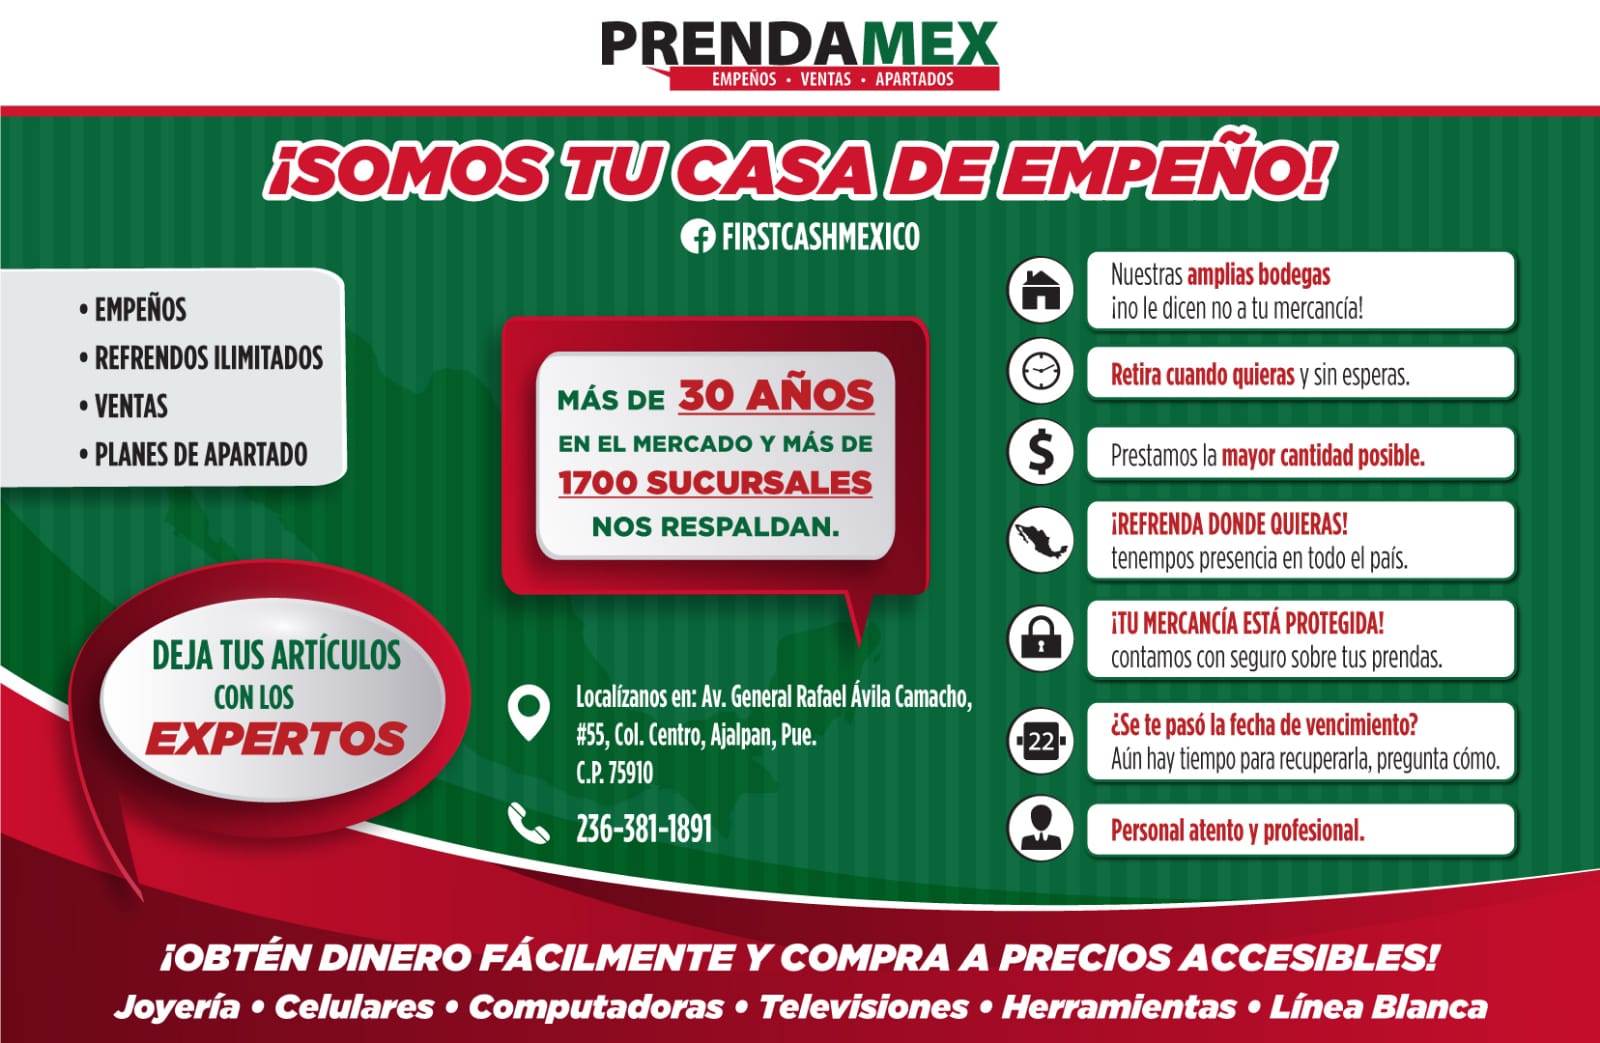 PRENDAMEX
EMPEÑOS • VENTAS • APARTADOS
¡SOMOS TU CASA DE EMPEÑO!
FIRSTCASHMEXICO
• EMPEÑOS
• REFRENDOS ILIMITADOS
• VENTAS
• PLANES DE APARTADO
MÁS DE 30 AÑOS
EN EL MERCADO Y MÁS DE
1700 SUCURSALES
NOS RESPALDAN.
DEJA TUS ARTÍCULOS
CON LOS
EXPERTOS
Localízanos en: Av. General Rafael Ávila Camacho,
#55, Col. Centro, Ajalpan, Pue.
C.P. 75910
236-381-1891
Nuestras amplias bodegas
¡no le dicen no a tu mercancía!
Retira cuando quieras y sin esperas.
$
Prestamos la mayor cantidad posible.
¡REFRENDA DONDE QUIERAS!
tenempos presencia en todo el país.
¡TU MERCANCÍA ESTÁ PROTEGIDA!
contamos con seguro sobre tus prendas.
22
¿Se te pasó la fecha de vencimiento?
Aún hay tiempo para recuperarla, pregunta cómo.
Personal atento y profesional.
¡OBTÉN DINERO FÁCILMENTE Y COMPRA A PRECIOS ACCESIBLES!
Joyería • Celulares • Computadoras • Televisiones • Herramientas • Línea Blanca